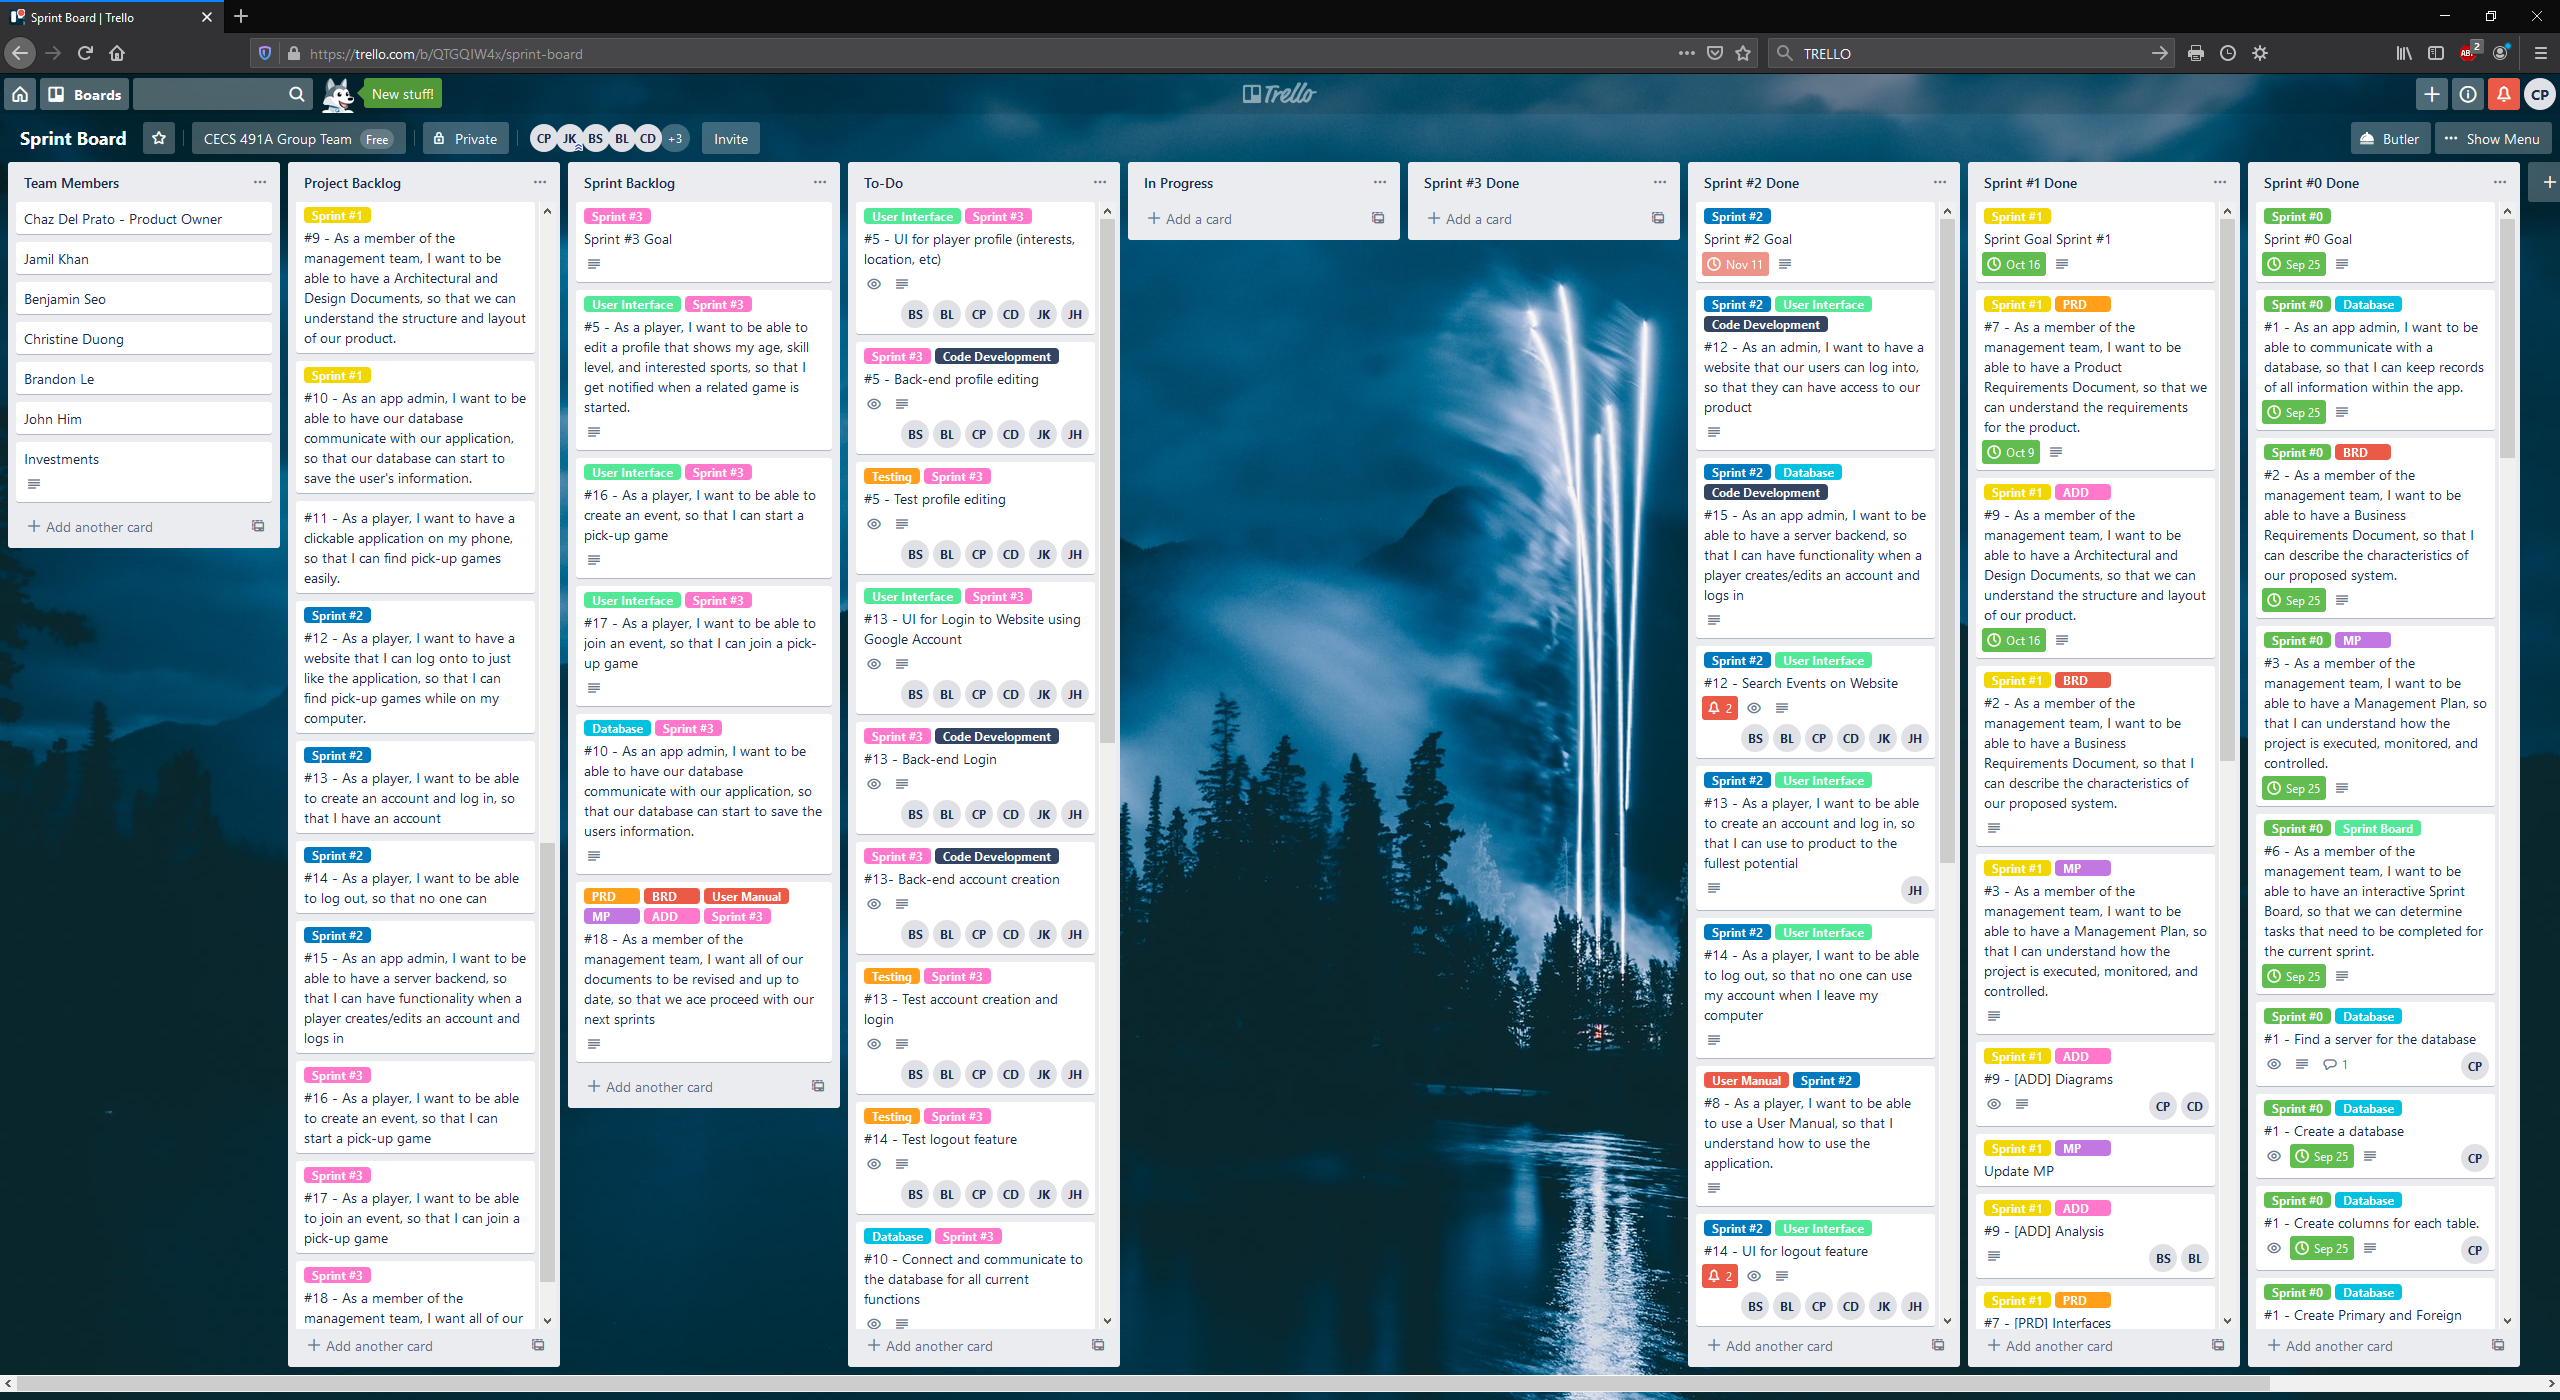 Sprint Board | Trello
https://trello.com/b/QTGQIW4x/sprint-board
TRELLO
2
Boards
New stuff!
Trello
CP
Sprint Board
CECS 491A Group Team Free
Private
CP JK BS BL CD +3
Invite
Butler
Show Menu
Team Members
Chaz Del Prato - Product Owner
Jamil Khan
Benjamin Seo
Christine Duong
Brandon Le
John Him
Investments
Add another card
Project Backlog
Sprint #1
#9 - As a member of the
management team, I want to be
able to have a Architectural and
Design Documents, so that we can
understand the structure and layout
of our product.
Sprint #1
#10 - As an app admin, I want to be
able to have our database
communicate with our application,
so that our database can start to
save the user's information.
#11 - As a player, I want to have a
clickable application on my phone,
so that I can find pick-up games
easily.
Sprint #2
#12 - As a player, I want to have a
website that I can log onto to just
like the application, so that I can
find pick-up games while on my
computer.
Sprint #2
#13 - As a player, I want to be able
to create an account and log in, so
that I have an account
Sprint #2
#14 - As a player, I want to be able
to log out, so that no one can
Sprint #2
#15 - As an app admin, I want to be
able to have a server backend, so
that I can have functionality when a
player creates/edits an account and
logs in
Sprint #3
#16 - As a player, I want to be able
to create an event, so that I can
start a pick-up game
Sprint #3
#17 - As a player, I want to be able
to join an event, so that I can join a
pick-up game
Sprint #3
#18 - As a member of the
management team, I want all of our
Add another card
Sprint Backlog
Sprint #3
Sprint #3 Goal
User Interface Sprint #3
#5 - As a player, I want to be able to
edit a profile that shows my age, skill
level, and interested sports, so that I
get notified when a related game is
started.
User Interface Sprint #3
#16 - As a player, I want to be able to
create an event, so that I can start a
pick-up game
User Interface Sprint #3
#17 - As a player, I want to be able to
join an event, so that I can join a pick-
up game
Database Sprint #3
#10 - As an app admin, I want to be
able to have our database
communicate with our application, so
that our database can start to save the
users information.
PRD BRD User Manual
MP ADD Sprint #3
#18 - As a member of the
management team, I want all of our
documents to be revised and up to
date, so that we ace proceed with our
next sprints
Add another card
To-Do
User Interface Sprint #3
#5 - UI for player profile (interests,
location, etc)
BS BL CP CD JK JH
Sprint #3 Code Development
#5 - Back-end profile editing
BS BL CP CD JK JH
Testing Sprint #3
#5 - Test profile editing
BS BL CP CD JK JH
User Interface Sprint #3
#13 - UI for Login to Website using
Google Account
BS BL CP CD JK JH
Sprint #3 Code Development
#13 - Back-end Login
BS BL CP CD JK JH
Sprint #3 Code Development
#13- Back-end account creation
BS BL CP CD JK JH
Testing Sprint #3
#13 - Test account creation and
login
BS BL CP CD JK JH
Testing Sprint #3
#14 - Test logout feature
BS BL CP CD JK JH
Database Sprint #3
#10 - Connect and communicate to
the database for all current
functions
Add another card
In Progress
Add a card
Sprint #3 Done
Add a card
Sprint #2 Done
Sprint #2
Sprint #2 Goal
Nov 11
Sprint #2 User Interface
Code Development
#12 - As an admin, I want to have a
website that our users can log into,
so that they can have access to our
product
Sprint #2 Database
Code Development
#15 - As an app admin, I want to be
able to have a server backend, so
that I can have functionality when a
player creates/edits an account and
logs in
Sprint #2 User Interface
#12 - Search Events on Website
2
BS BL CP CD JK JH
Sprint #2 User Interface
#13 - As a player, I want to be able
to create an account and log in, so
that I can use to product to the
fullest potential
JH
Sprint #2 User Interface
#14 - As a player, I want to be able
to log out, so that no one can use
my account when I leave my
computer
User Manual Sprint #2
#8 - As a player, I want to be able
to use a User Manual, so that I
understand how to use the
application.
Sprint #2 User Interface
#14 - UI for logout feature
2
BS BL CP CD JK JH
Add another card
Sprint #1 Done
Sprint #1
Sprint Goal Sprint #1
Oct 16
Sprint #1 PRD
#7 - As a member of the
management team, I want to be
able to have a Product
Requirements Document, so that we
can understand the requirements
for the product.
Oct 9
Sprint #1 ADD
#9 - As a member of the
management team, I want to be
able to have a Architectural and
Design Documents, so that we can
understand the structure and layout
of our product.
Oct 16
Sprint #1 BRD
#2 - As a member of the
management team, I want to be
able to have a Business
Requirements Document, so that I
can describe the characteristics of
our proposed system.
Sprint #1 MP
#3 - As a member of the
management team, I want to be
able to have a Management Plan, so
that I can understand how the
project is executed, monitored, and
controlled.
Sprint #1 ADD
#9 - [ADD] Diagrams
CP CD
Sprint #1 MP
Update MP
Sprint #1 ADD
#9 - [ADD] Analysis
BS BL
Sprint #1 PRD
#7 - [PRD] Interfaces
Add another card
Sprint #0 Done
Sprint #0
Sprint #0 Goal
Sep 25
Sprint #0 Database
#1 - As an app admin, I want to be
able to communicate with a
database, so that I can keep records
of all information within the app.
Sep 25
Sprint #0 BRD
#2 - As a member of the
management team, I want to be
able to have a Business
Requirements Document, so that I
can describe the characteristics of
our proposed system.
Sep 25
Sprint #0 MP
#3 - As a member of the
management team, I want to be
able to have a Management Plan, so
that I can understand how the
project is executed, monitored, and
controlled.
Sep 25
Sprint #0 Sprint Board
#6 - As a member of the
management team, I want to be
able to have an interactive Sprint
Board, so that we can determine
tasks that need to be completed for
the current sprint.
Sep 25
Sprint #0 Database
#1 - Find a server for the database
1
CP
Sprint #0 Database
#1 - Create a database
Sep 25
CP
Sprint #0 Database
#1 - Create columns for each table.
Sep 25
CP
Sprint #0 Database
#1 - Create Primary and Foreign
Add another card